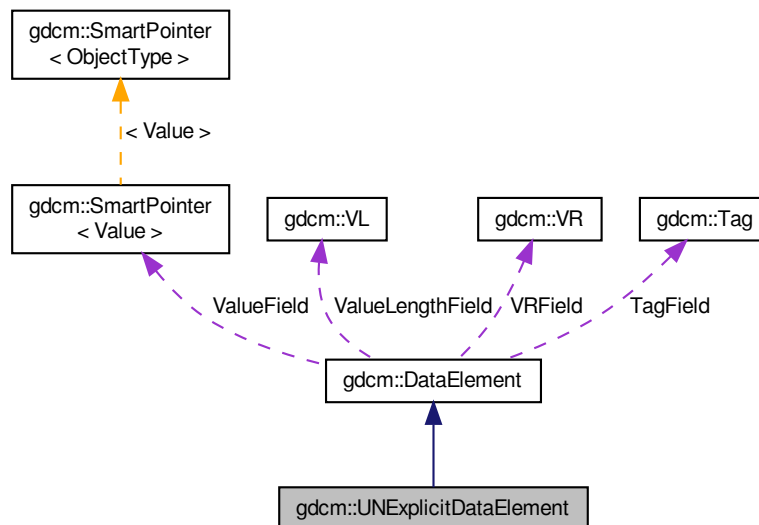 gdcm::SmartPointer
< ObjectType >
< Value >
gdcm::SmartPointer
< Value >
gdcm::VL
gdcm::VR
gdcm::Tag
ValueField
ValueLengthField
VRField
TagField
gdcm::DataElement
gdcm::UNExplicitDataElement